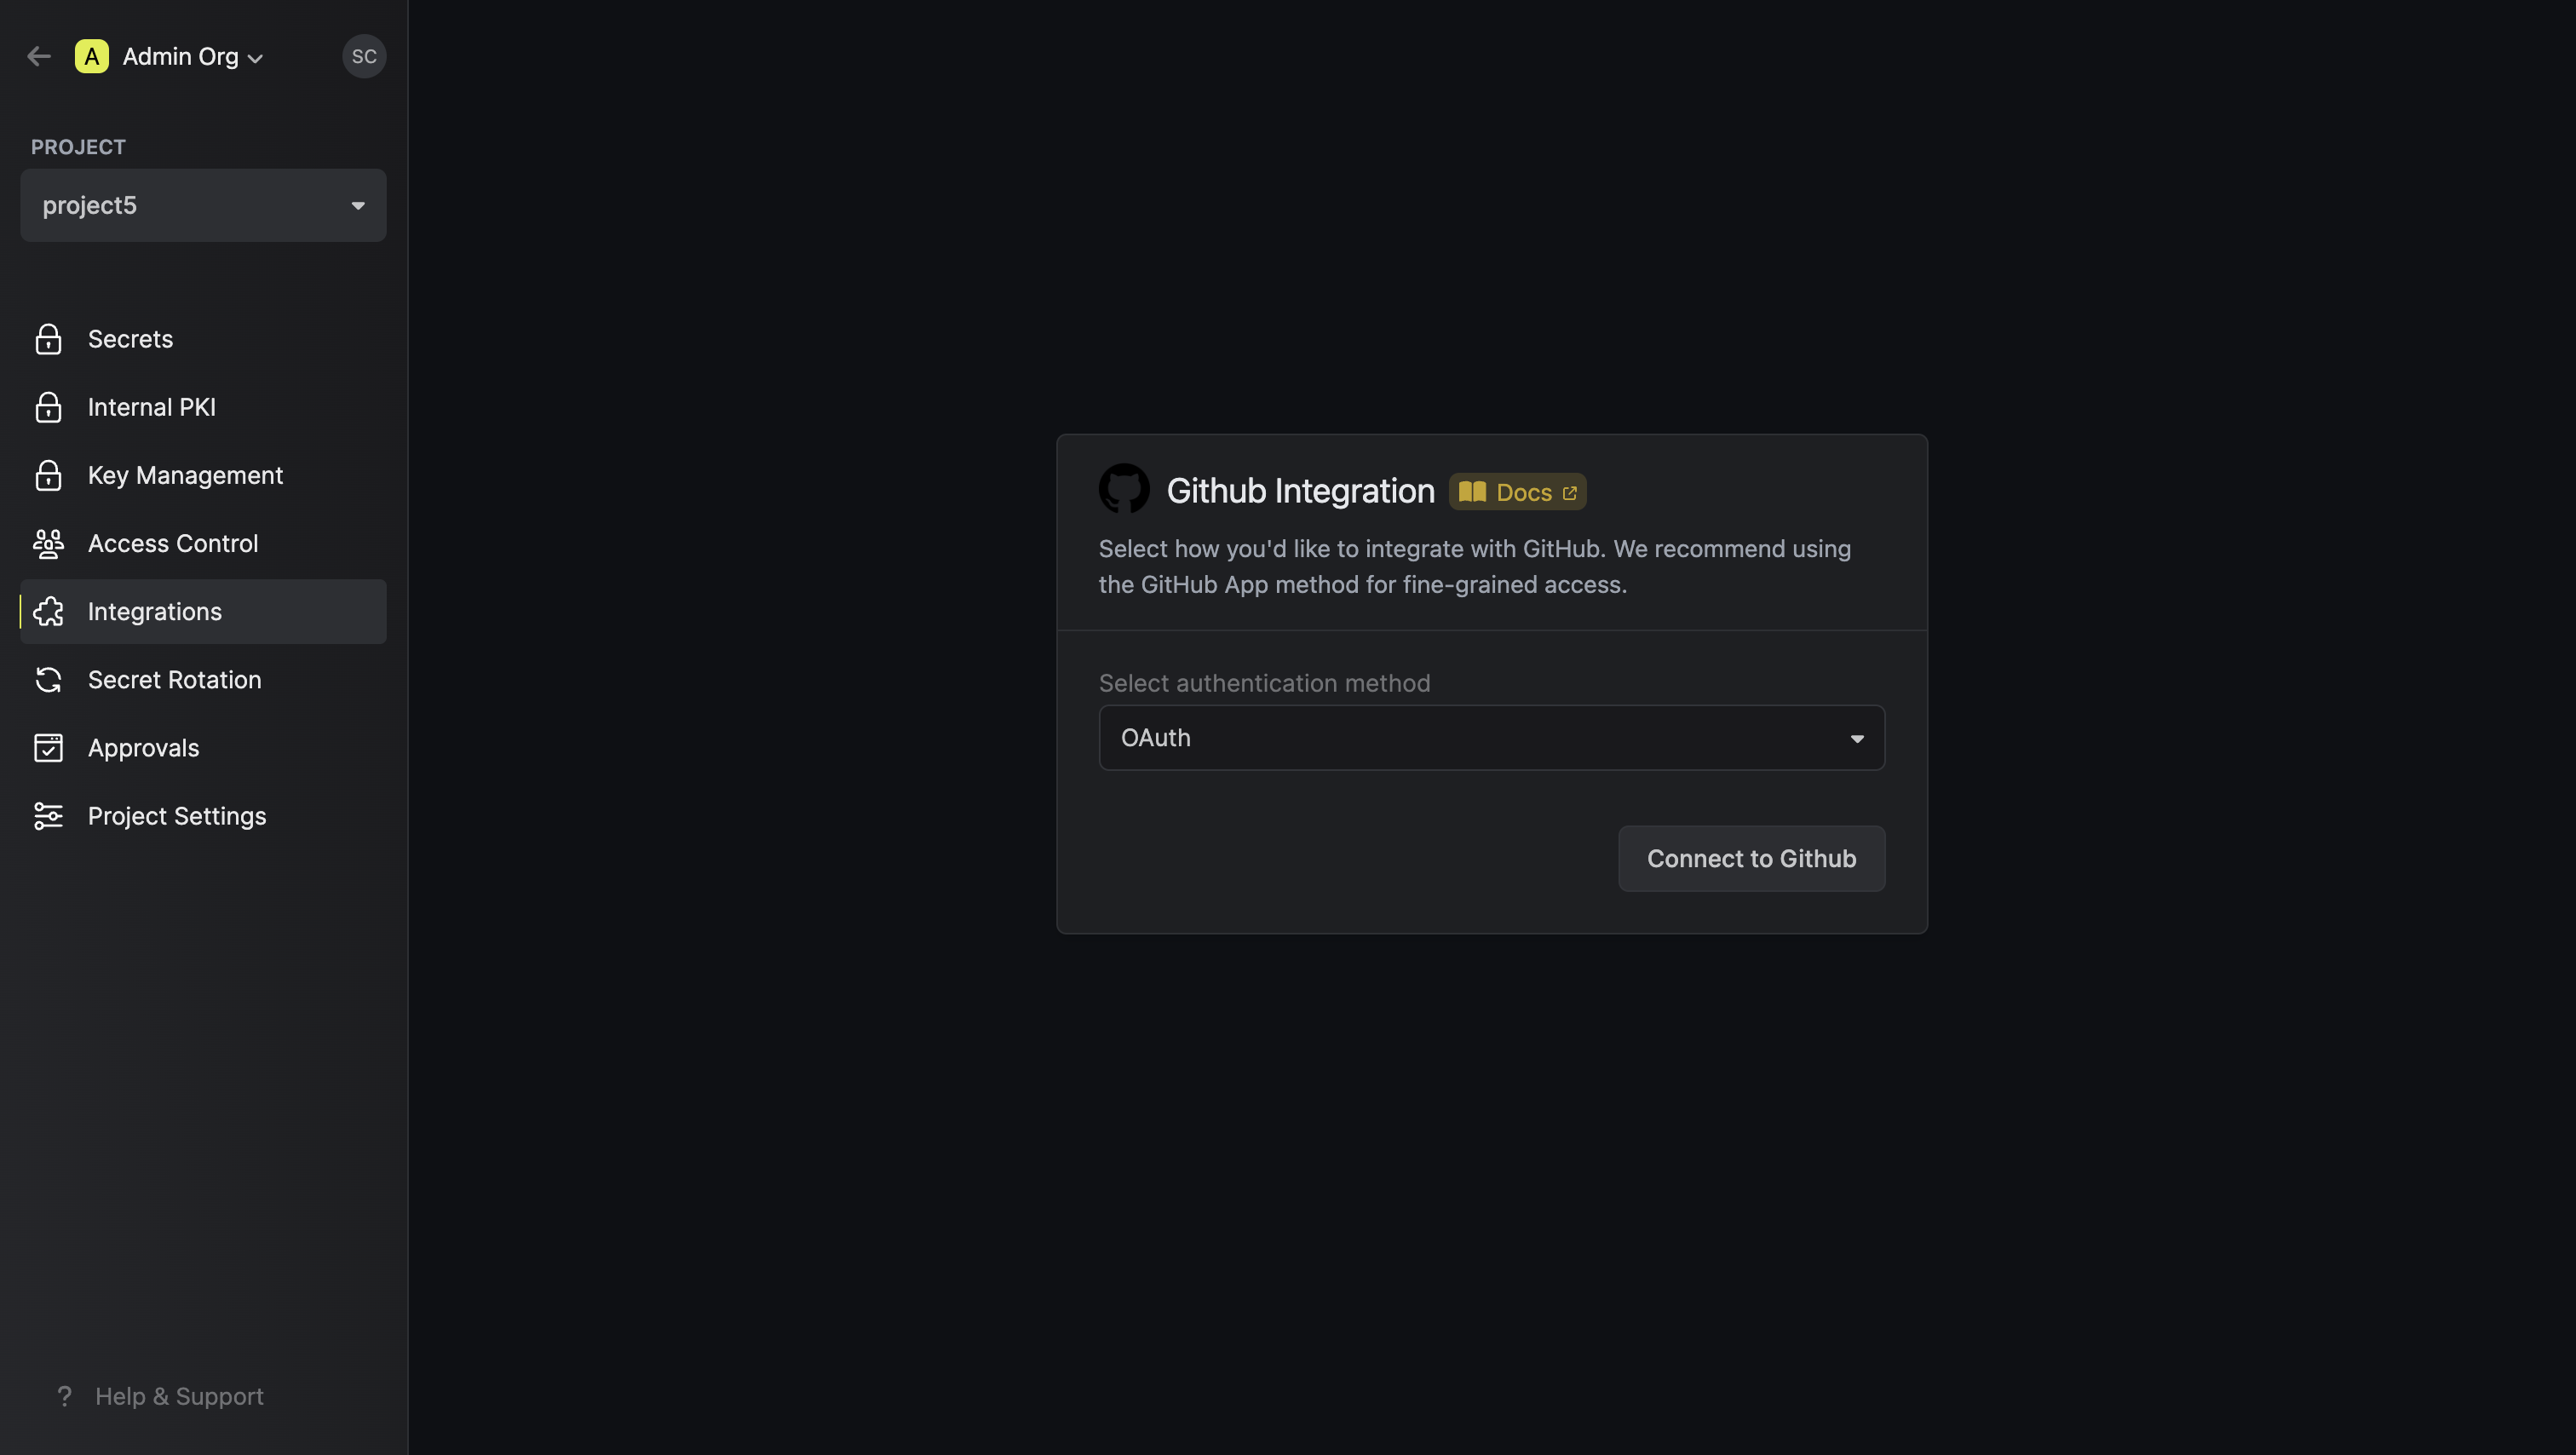 A Admin Org
SC
PROJECT
project5
Secrets
Internal PKI
Key Management
Access Control
Integrations
Secret Rotation
Approvals
Project Settings
? Help & Support
Github Integration Docs
Select how you'd like to integrate with GitHub. We recommend using
the GitHub App method for fine-grained access.
Select authentication method
OAuth
Connect to Github